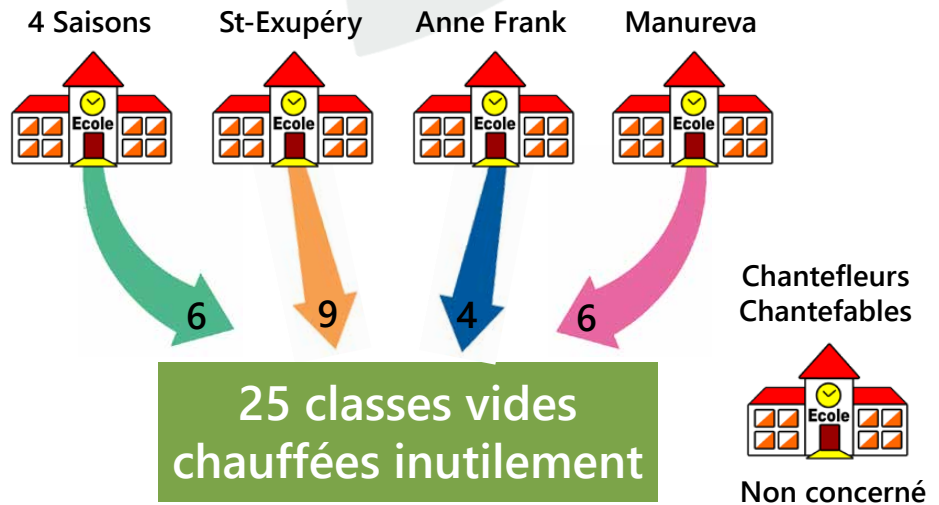 4 Saisons
St-Exupéry
Anne Frank
Manureva
Ecole
Ecole
Ecole
Ecole
6
9
4
6
25 classes vides
chauffées inutilement
Chantefleurs
Chantefables
Ecole
Non concerné